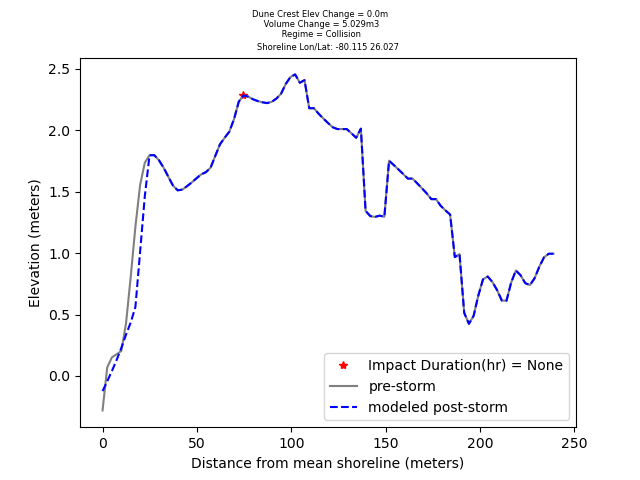 Dune Crest Elev Change = 0.0m
Volume Change = 5.029m3
Regime = Collision
Shoreline Lon/Lat: -80.115 26.027
2.5
2.0
1.5
1.0
0.5
0.0
Elevation (meters)
Impact Duration(hr) = None
pre-storm
modeled post-storm
0 50 100 150 200 250
Distance from mean shoreline (meters)